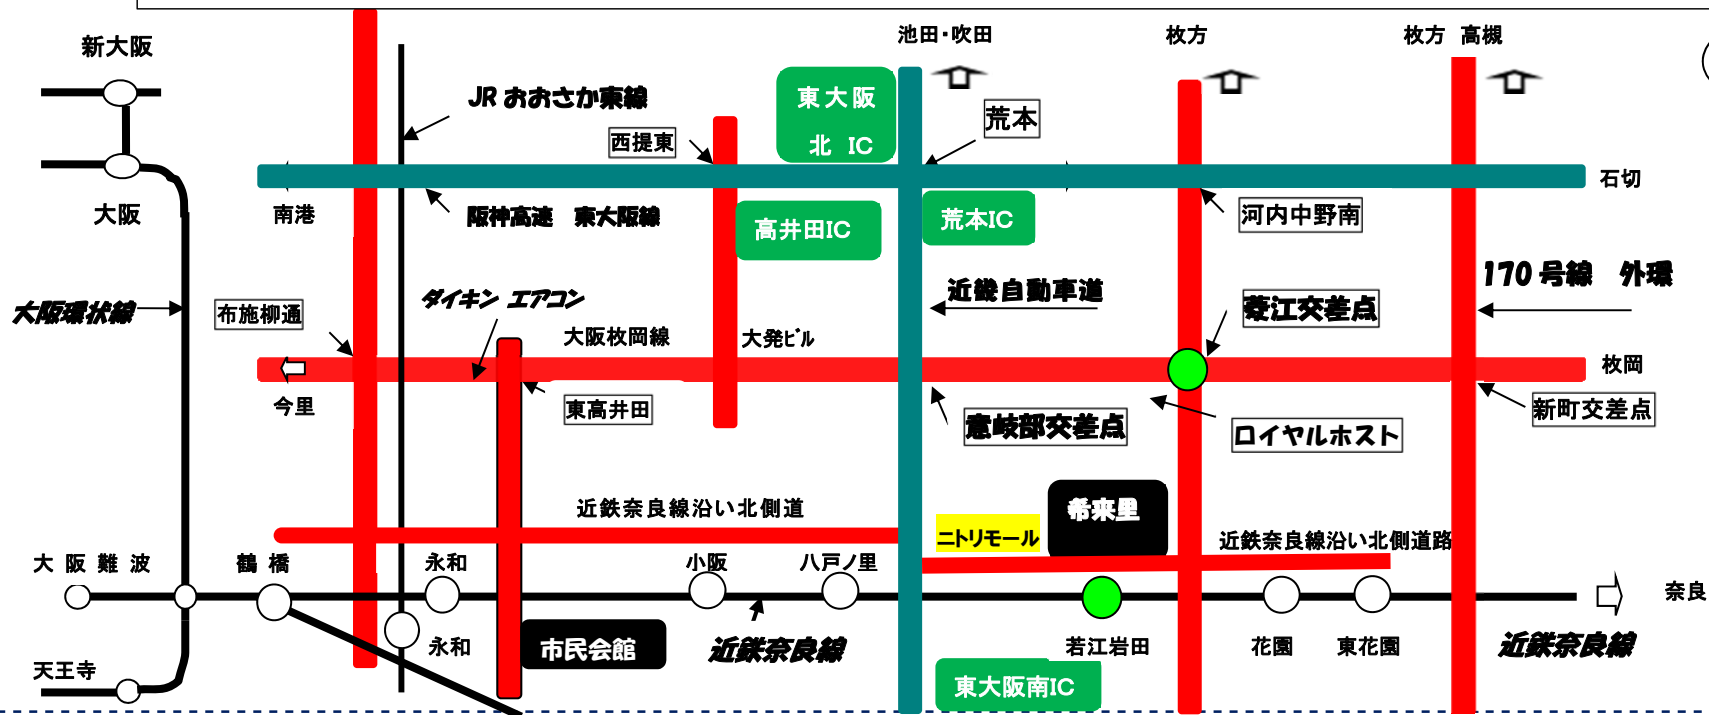 池田・吹田
枚方
枚方 高槻
新大阪
JR おおさか東線
東大阪
北 IC
荒本
西提東
石切
大阪
南港
阪神高速 東大阪線
高井田IC
荒本IC
河内中野南
170 号線 外環
大阪環状線
布施柳通
ダイキン エアコン
近畿自動車道
菱江交差点
大阪枚岡線
大発ビル
枚岡
今里
東高井田
意岐部交差点
ロイヤルホスト
新町交差点
近鉄奈良線沿い北側道
希来里
ニトリモール
近鉄奈良線沿い北側道路
大 阪 難 波
鶴 橋
永和
小阪
八戸ノ里
奈良
永和
市民会館
近鉄奈良線
若江岩田
花園
東花園
近鉄奈良線
天王寺
東大阪南IC